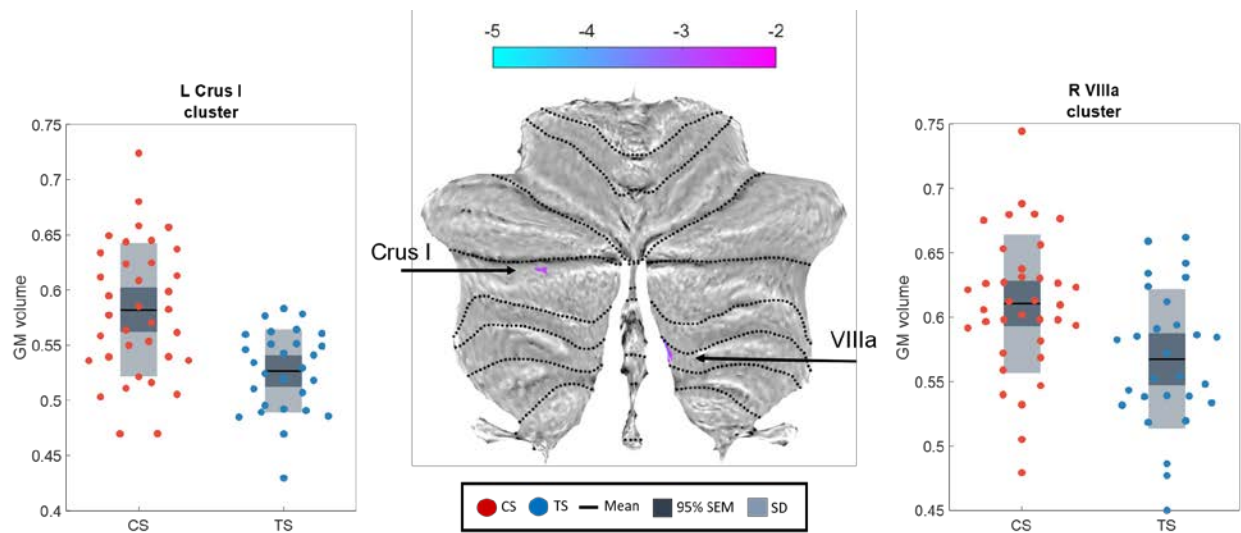 L Crus I
cluster
0.75
0.7
0.65
0.6
0.55
0.5
0.45
0.4
GM volume
CS
TS
-5 -4 -3 -2
Crus I
VIIIa
CS TS Mean 95% SEM SD
R VIIIa
cluster
0.75
0.7
0.65
0.6
0.55
0.5
0.45
GM volume
CS
TS